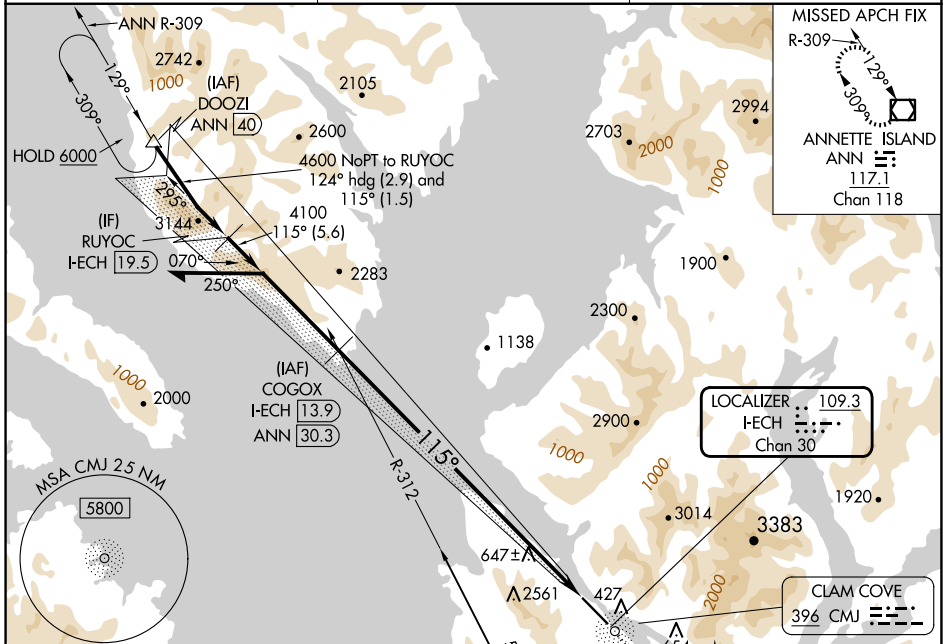 ANN R-309
2742
1000
129°
309°
HOLD 6000
(IAF)
DOOZI
ANN 40
2105
2600
4600 NoPT to RUYOC
124° hdg (2.9) and
115° (1.5)
295°
3144
4100
115° (5.6)
(IF)
RUYOC
I-ECH 19.5
070°
250°
2283
2703
2000
2994
1000
MISSED APCH FIX
R-309
129°
309°
ANNETTE ISLAND
ANN
117.1
Chan 118
1900
2300
1138
(IAF)
COGOX
I-ECH 13.9
ANN 30.3
1000
2000
115°
R-312
2900
1000
1000
LOCALIZER 109.3
I-ECH
Chan 30
1920
3014
3383
2000
MSA CMJ 25 NM
5800
647±
2561
427
CLAM COVE
396 CMJ